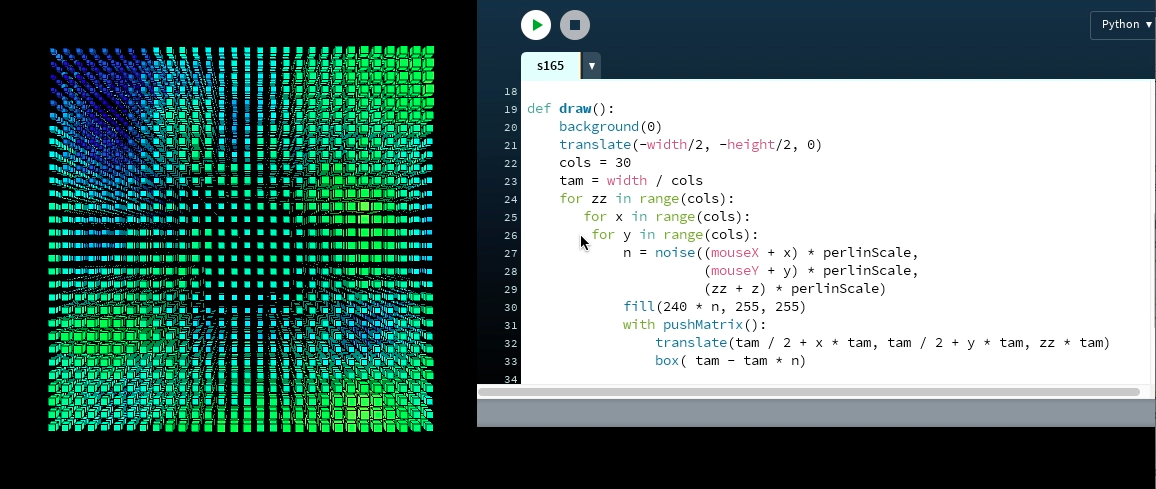 Python ▾
s165 ▾
18
19 def draw():
20 background(0)
21 translate(-width/2, -height/2, 0)
22 cols = 30
23 tam = width / cols
24 for zz in range(cols):
25 for x in range(cols):
26 for y in range(cols):
27 n = noise((mouseX + x) * perlinScale,
28 (mouseY + y) * perlinScale,
29 (zz + z) * perlinScale)
30 fill(240 * n, 255, 255)
31 with pushMatrix():
32 translate(tam / 2 + x * tam, tam / 2 + y * tam, zz * tam)
33 box( tam - tam * n)
34